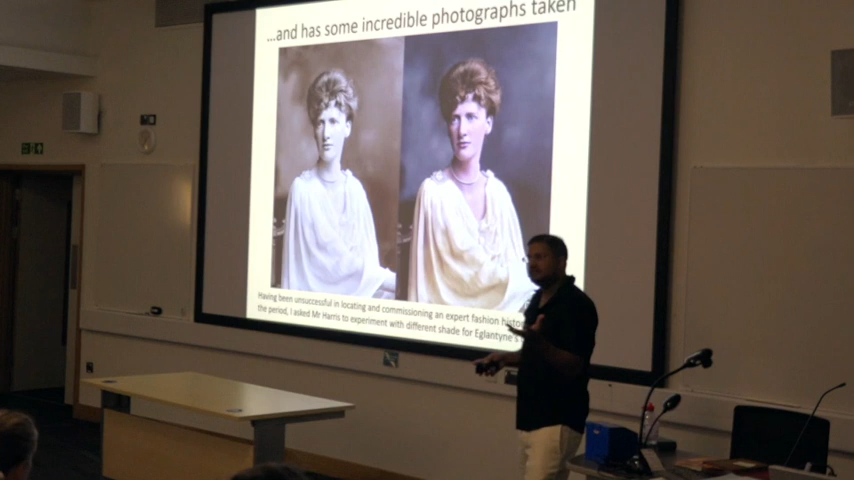 ...and has some incredible photographs taken
Having been unsuccessful in locating and commissioning an expert fashion
the period, I asked Mr Harris to experiment with different shade for Eglantyne's